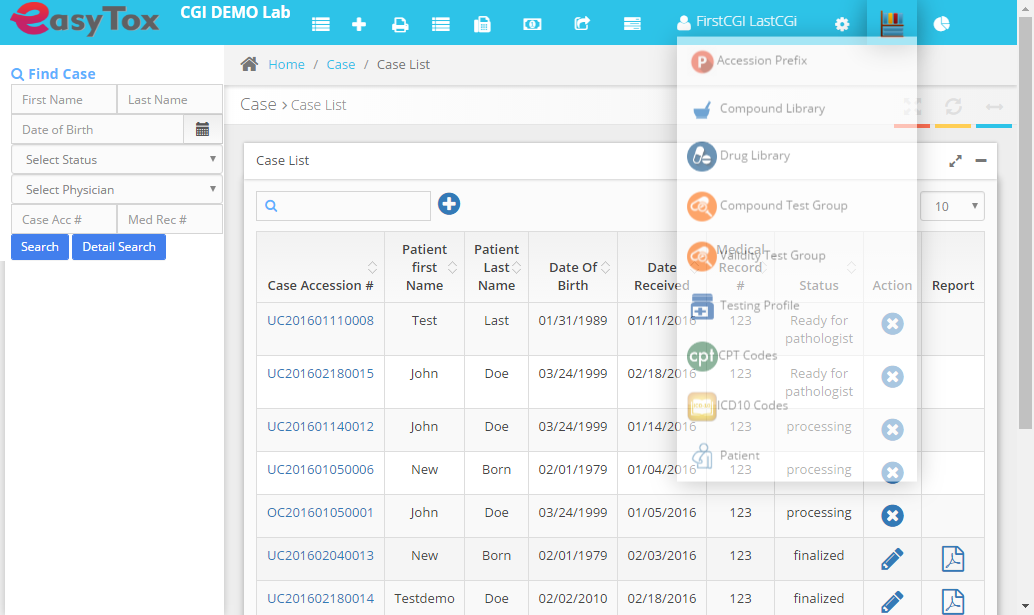 easyTox
CGI DEMO Lab
FirstCGI LastCGi
Find Case
First Name
Last Name
Date of Birth
Select Status
Select Physician
Case Acc #
Med Rec #
Search
Detail Search
Home / Case / Case List
Case > Case List
Case List
10
Case Accession #
Patient first Name
Patient Last Name
Date Of Birth
Date Received
Medical Record #
Status
Action
Report
UC201601110008 Test Last 01/31/1989 01/11/2016 123 Ready for pathologist
UC201602180015 John Doe 03/24/1999 02/18/2016 123 Ready for pathologist
UC201601140012 John Doe 03/24/1999 01/14/2016 123 processing
UC201601050006 New Born 02/01/1979 01/04/2016 123 processing
OC201601050001 John Doe 03/24/1999 01/05/2016 123 processing
UC201602040013 New Born 02/01/1979 02/03/2016 123 finalized
UC201602180014 Testdemo Doe 02/02/2010 02/18/2016 123 finalized
P Accession Prefix
Compound Library
Drug Library
Compound Test Group
Validity Test Group
Testing Profile
cpt CPT Codes
ICD10 Codes
Patient